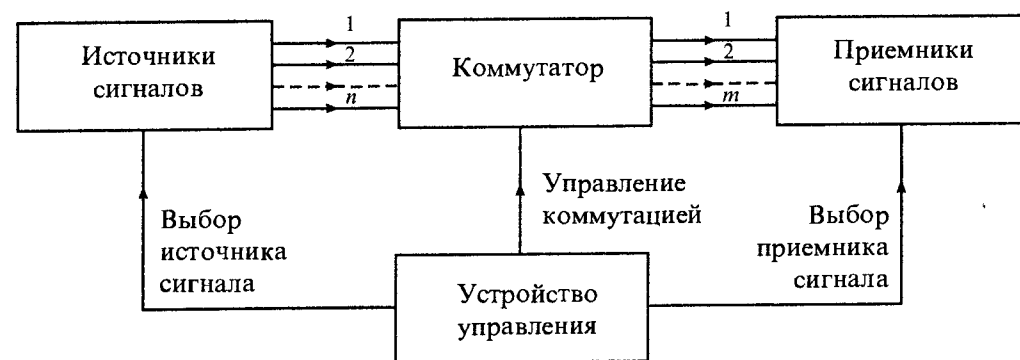 Источники
сигналов
1
2
n
Коммутатор
1
2
m
Приемники
сигналов
Выбор
источника
сигнала
Управление
коммутацией
Выбор
приемника
сигнала
Устройство
управления